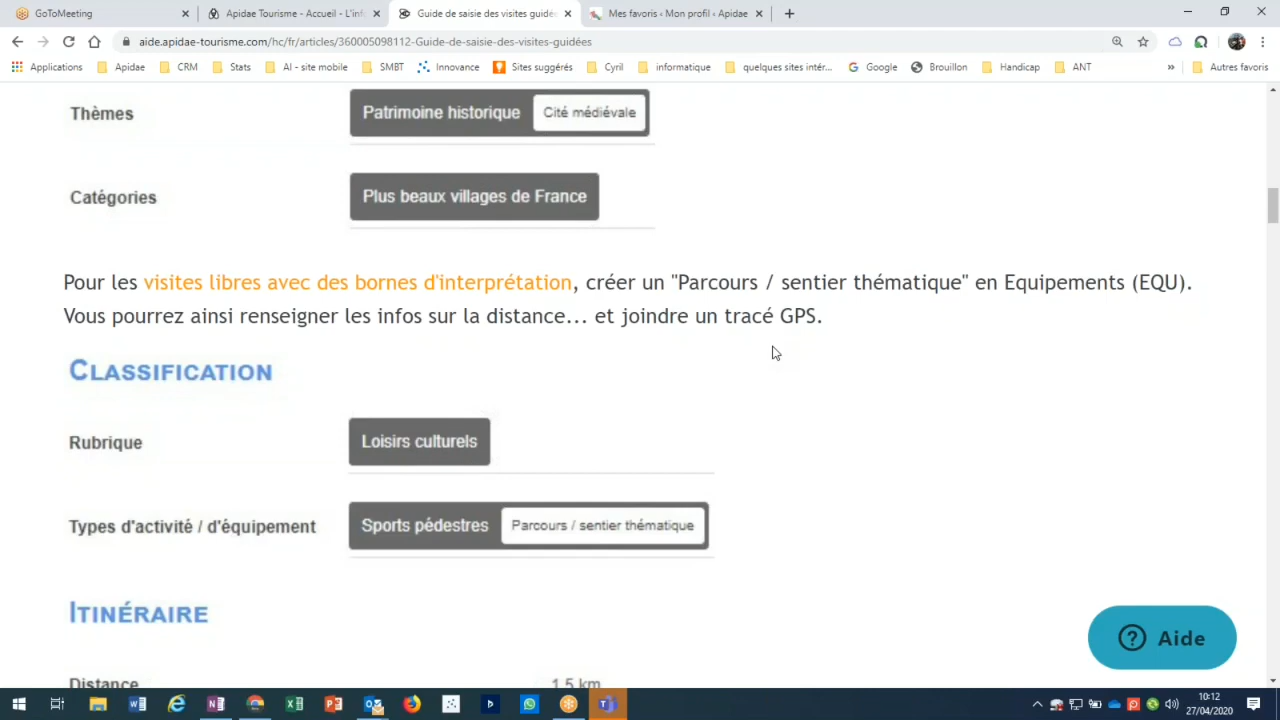 GoToMeeting
Apidae Tourisme - Accueil - L'inf
Guide de saisie des visites guidée
Mes favoris ‹ Mon profil ‹ Apidae
aide.apidae-tourisme.com/hc/fr/articles/360005098112-Guide-de-saisie-des-visites-guidées
Applications
Apidae
CRM
Stats
AI - site mobile
SMBT
Innovance
Sites suggérés
Cyril
informatique
quelques sites intér...
Google
Brouillon
Handicap
ANT
»
Autres favoris
Thèmes
Patrimoine historique Cité médiévale
Catégories
Plus beaux villages de France
Pour les visites libres avec des bornes d'interprétation, créer un "Parcours / sentier thématique" en Equipements (EQU).
Vous pourrez ainsi renseigner les infos sur la distance... et joindre un tracé GPS.
CLASSIFICATION
Rubrique
Loisirs culturels
Types d'activité / d'équipement
Sports pédestres Parcours / sentier thématique
ITINÉRAIRE
Distance
1,5 km
Aide
10:12
27/04/2020